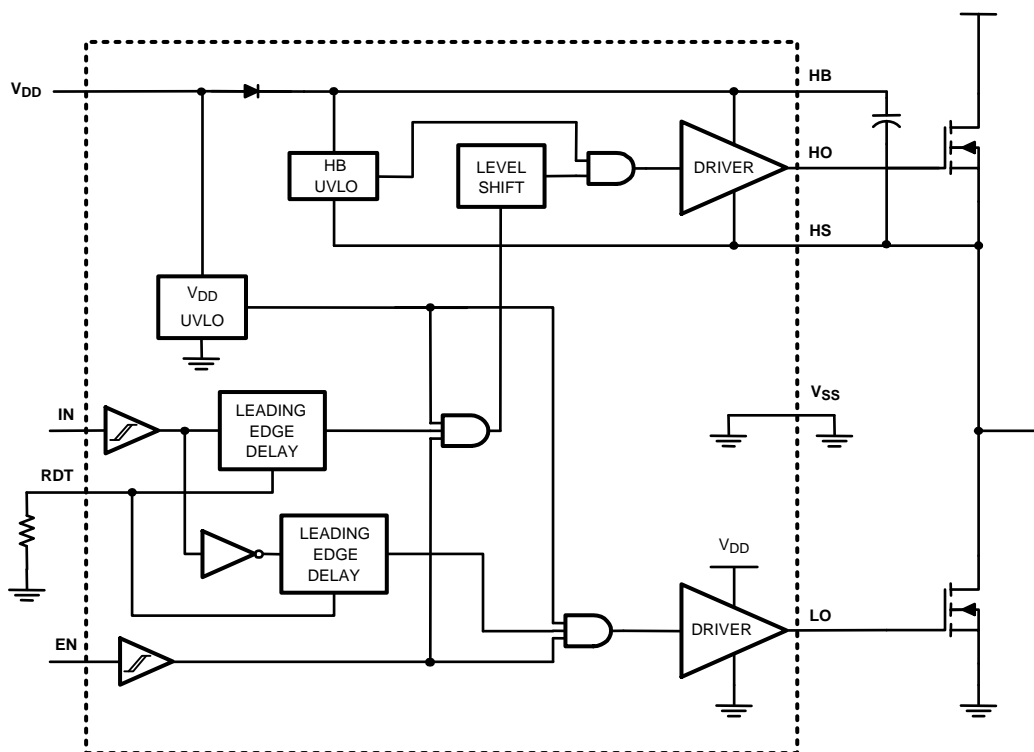 VDD
HB
HB
UVLO
LEVEL
SHIFT
DRIVER
HO
HS
VDD
UVLO
IN
LEADING
EDGE
DELAY
VSS
RDT
LEADING
EDGE
DELAY
VDD
EN
DRIVER
LO